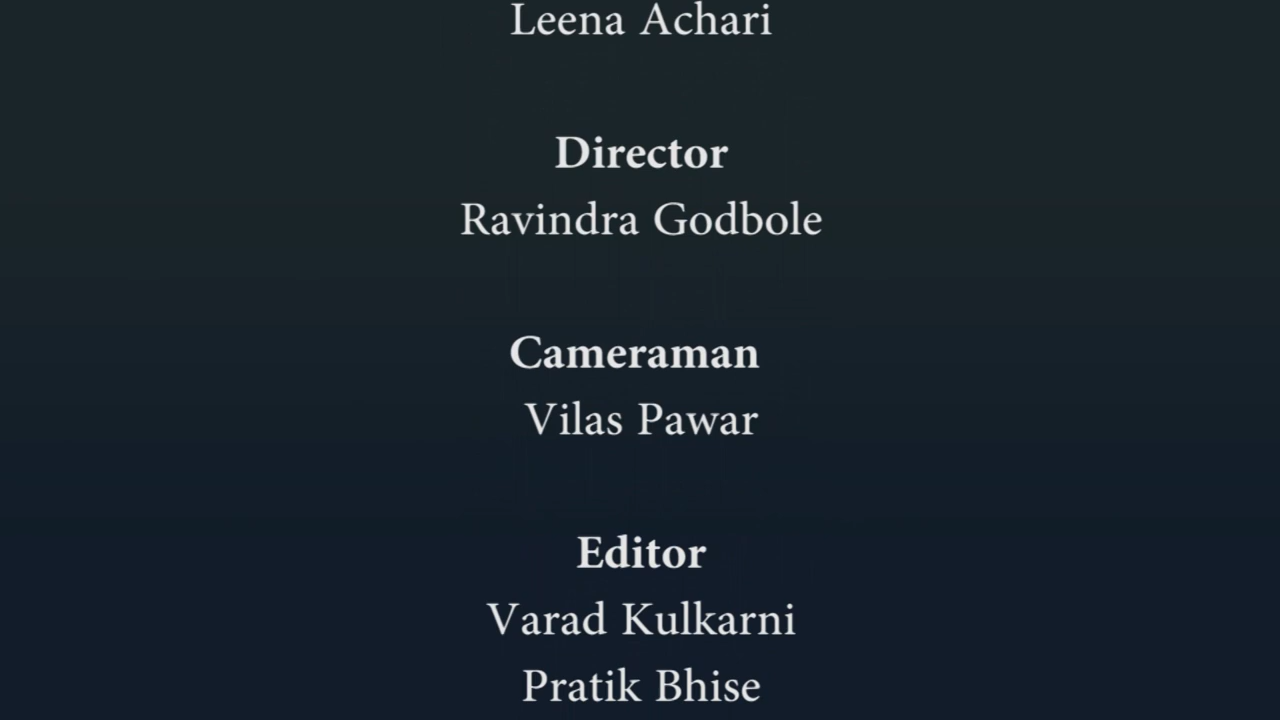 Leena Achari
Director
Ravindra Godbole
Cameraman
Vilas Pawar
Editor
Varad Kulkarni
Pratik Bhise